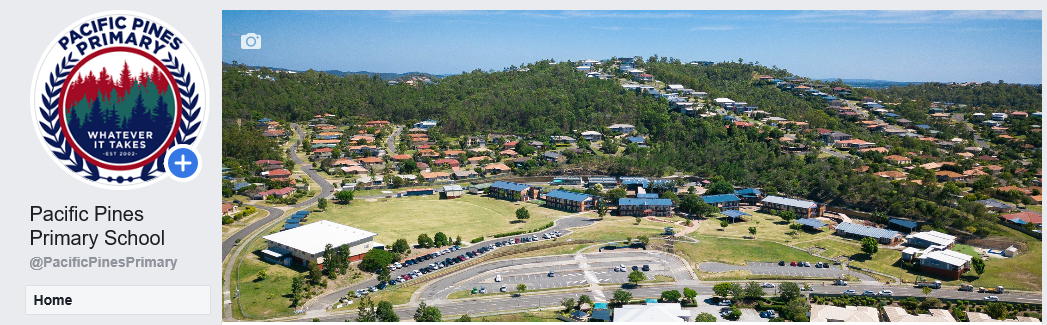 PACIFIC PINES
PRIMARY
WHATEVER
IT TAKES
-EST 2002-
Pacific Pines
Primary School
@PacificPinesPrimary
Home